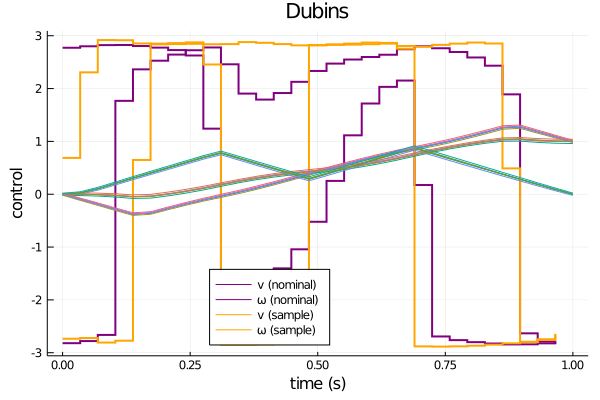 Dubins
control
3
2
1
0
-1
-2
-3
v (nominal)
ω (nominal)
v (sample)
ω (sample)
0.00 0.25 0.50 0.75 1.00
time (s)